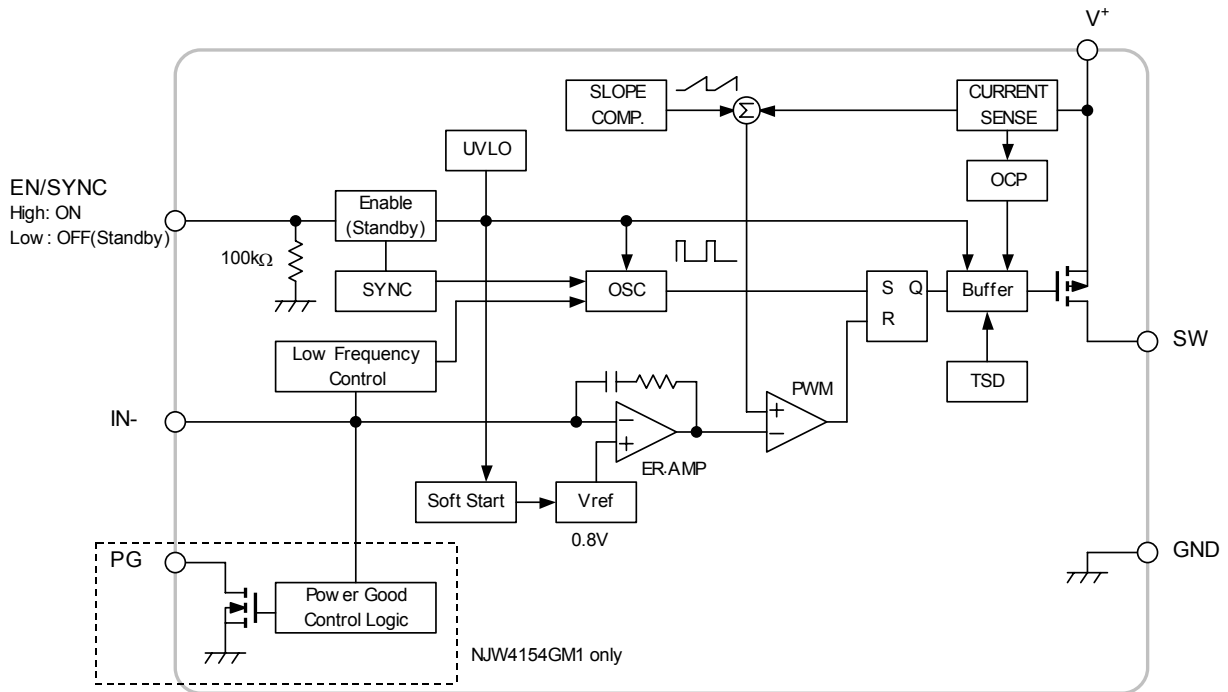 V+
SLOPE
COMP.
Σ
CURRENT
SENSE
UVLO
OCP
EN/SYNC
High: ON
Low : OFF(Standby)
Enable
(Standby)
100kΩ
SYNC
OSC
S Q
R
Buffer
SW
Low Frequency
Control
TSD
PWM
IN-
+
−
−
+
ER.AMP
Soft Start
Vref
0.8V
PG
GND
Power Good
Control Logic
NJW4154GM1 only